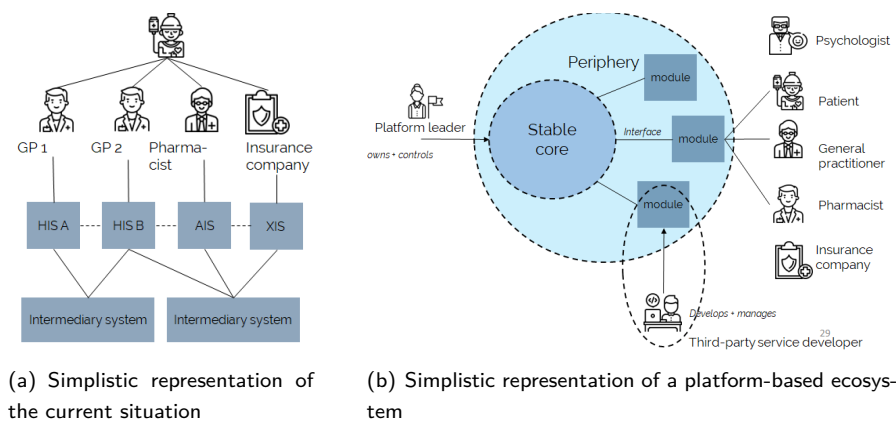 GP 1
GP 2
Pharma-
cist
Insurance
company
HIS A
HIS B
AIS
XIS
Intermediary system
Intermediary system
(a) Simplistic representation of
the current situation
Periphery
module
Psychologist
Platform leader
owns + controls
Stable
core
Interface
module
Patient
General
practitioner
module
Pharmacist
Insurance
company
Develops + manages
29
Third-party service developer
(b) Simplistic representation of a platform-based ecosys-
tem